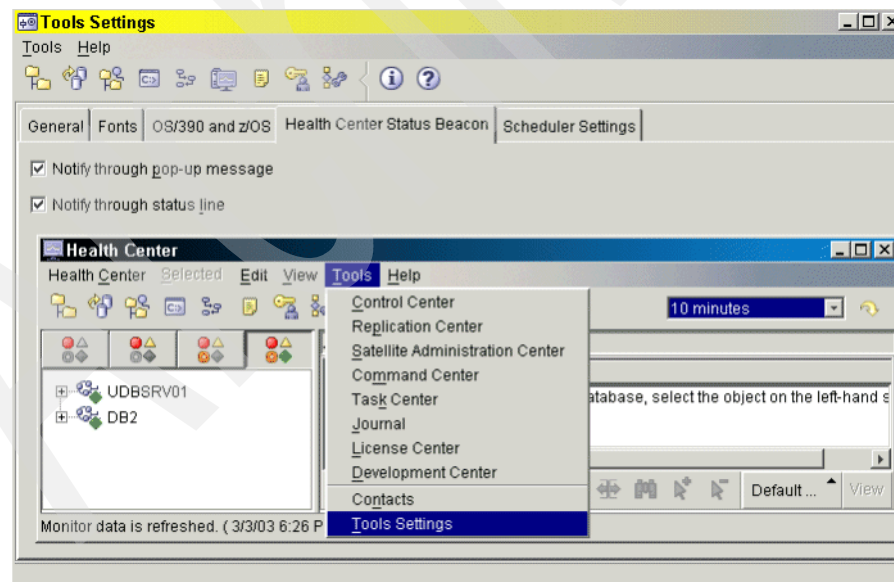 Tools Settings
Tools Help
General Fonts OS/390 and z/OS Health Center Status Beacon Scheduler Settings
Notify through pop-up message
Notify through status line
Health Center
Health Center Selected Edit View Tools Help
10 minutes
Control Center
Replication Center
Satellite Administration Center
Command Center
Task Center
Journal
License Center
Development Center
Contacts
Tools Settings
UDBSRV01
DB2
atabase, select the object on the left-hand s
Default ... View
Monitor data is refreshed. ( 3/3/03 6:26 P